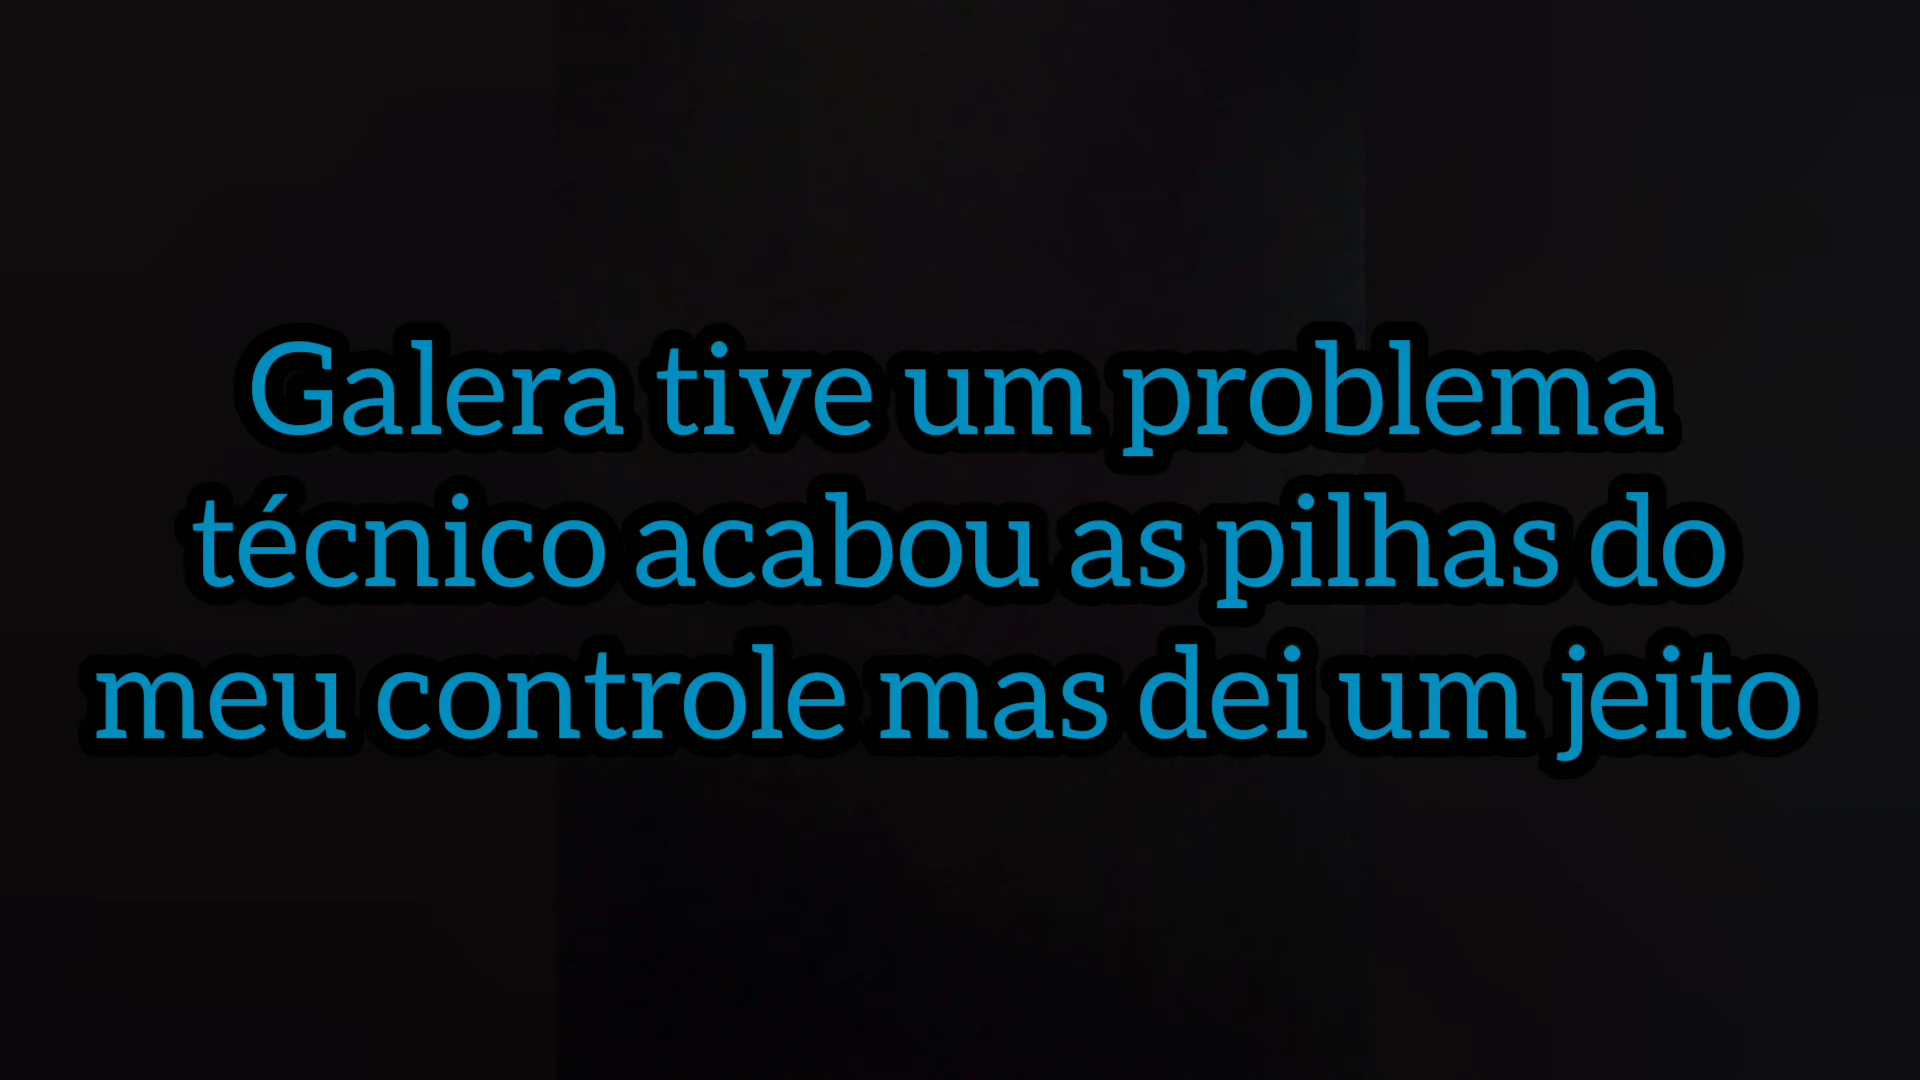 Galera tive um problema
técnico acabou as pilhas do
meu controle mas dei um jeito